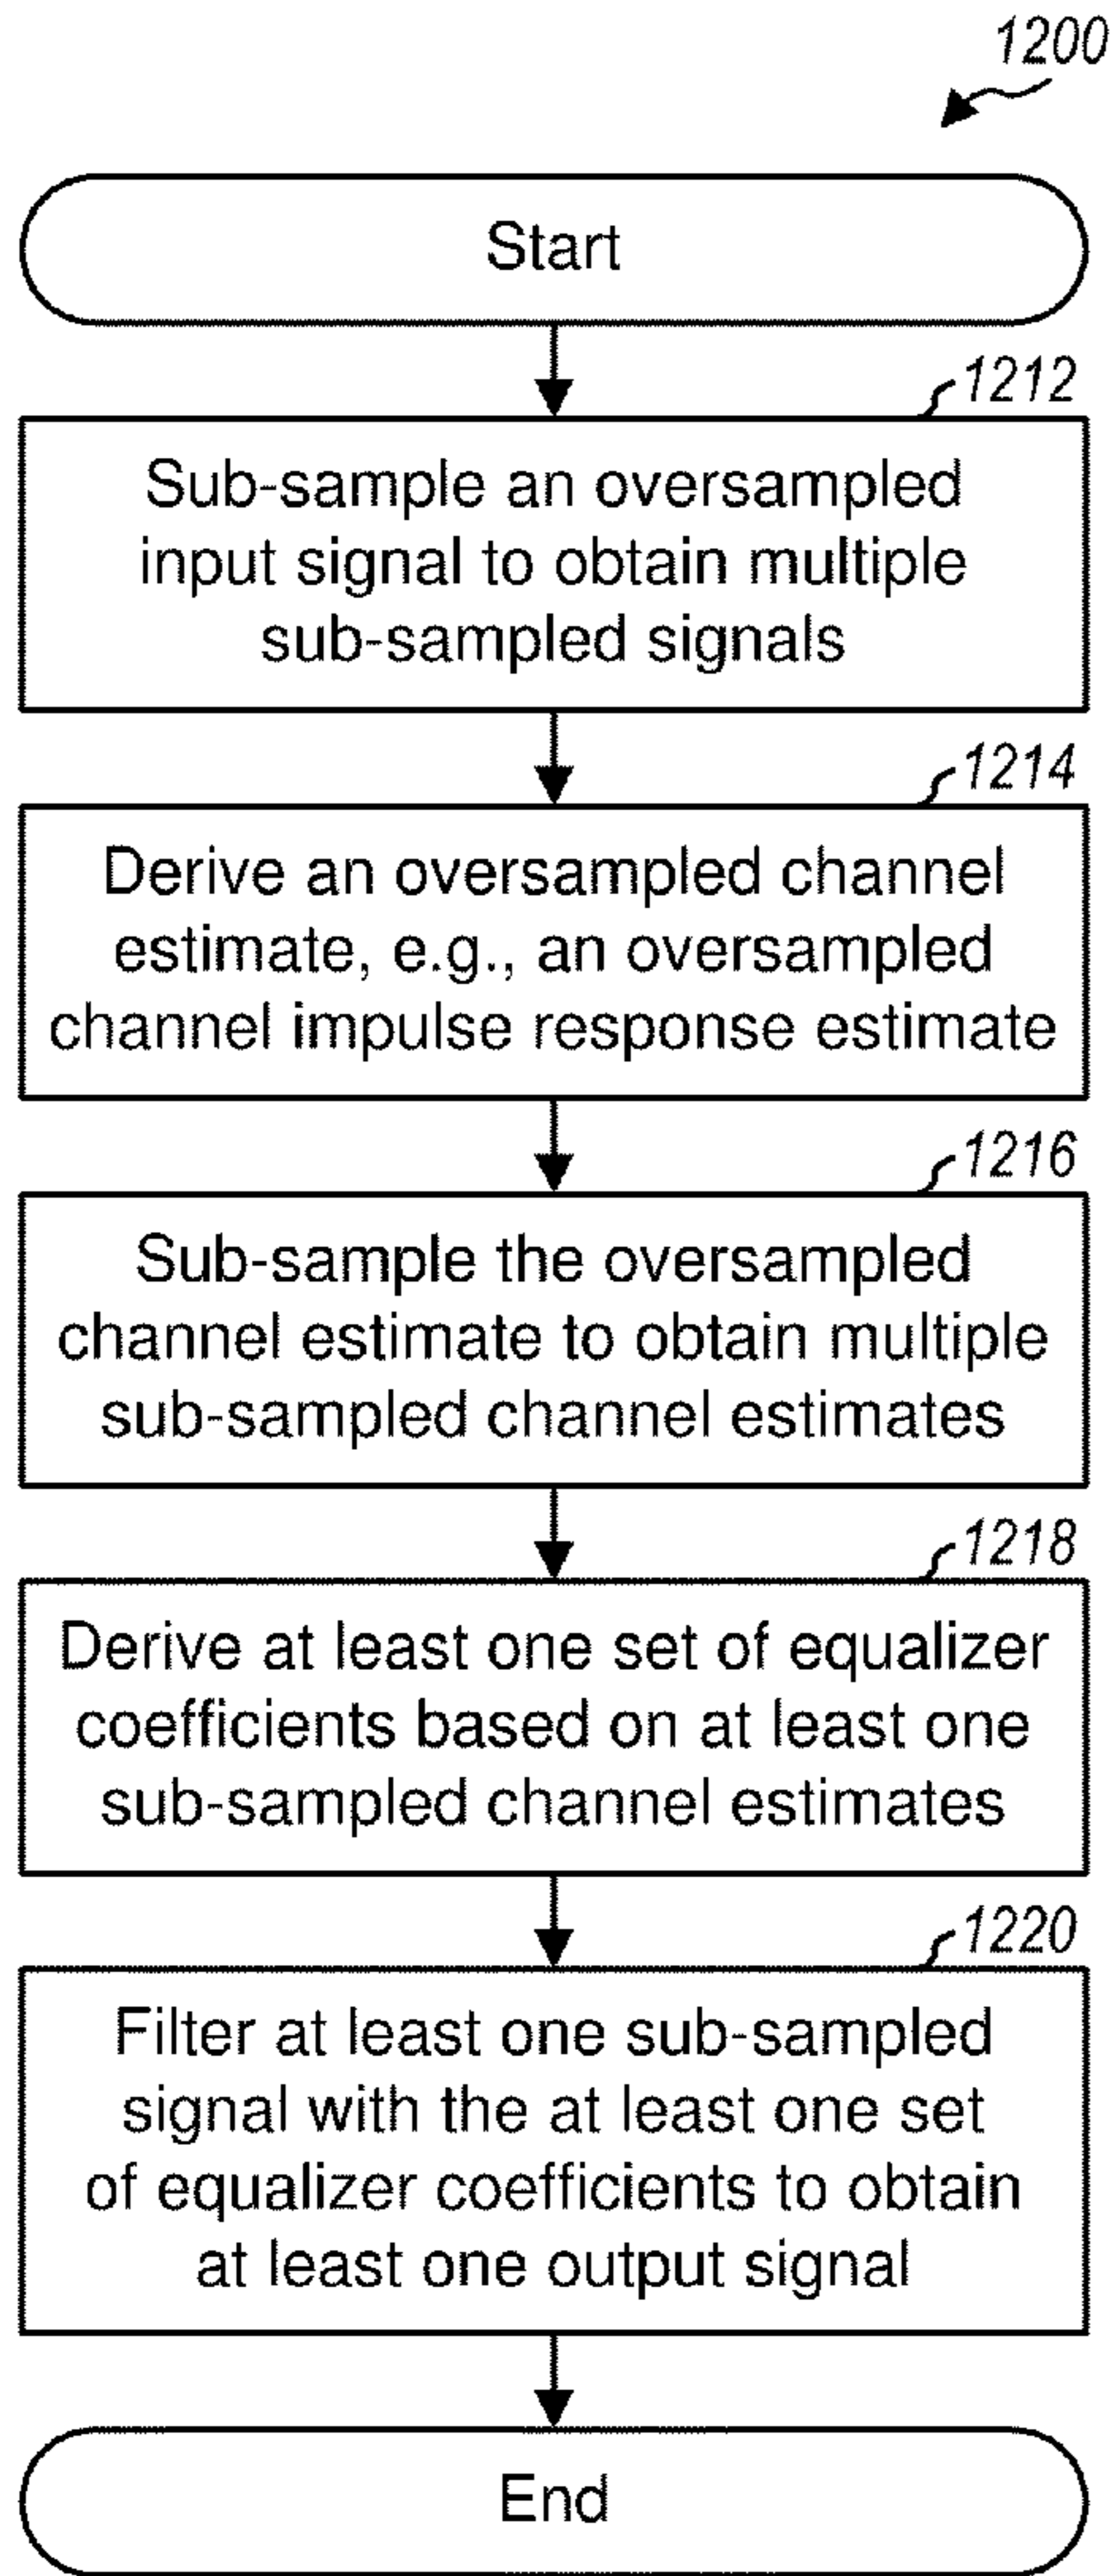 1200
Start
1212
Sub-sample an oversampled
input signal to obtain multiple
sub-sampled signals
1214
Derive an oversampled channel
estimate, e.g., an oversampled
channel impulse response estimate
1216
Sub-sample the oversampled
channel estimate to obtain multiple
sub-sampled channel estimates
1218
Derive at least one set of equalizer
coefficients based on at least one
sub-sampled channel estimates
1220
Filter at least one sub-sampled
signal with the at least one set
of equalizer coefficients to obtain
at least one output signal
End